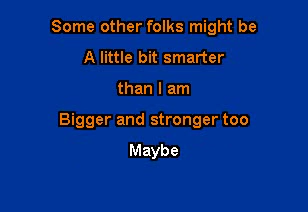 Some other folks might be
A little bit smarter
than I am
Bigger and stronger too
Maybe